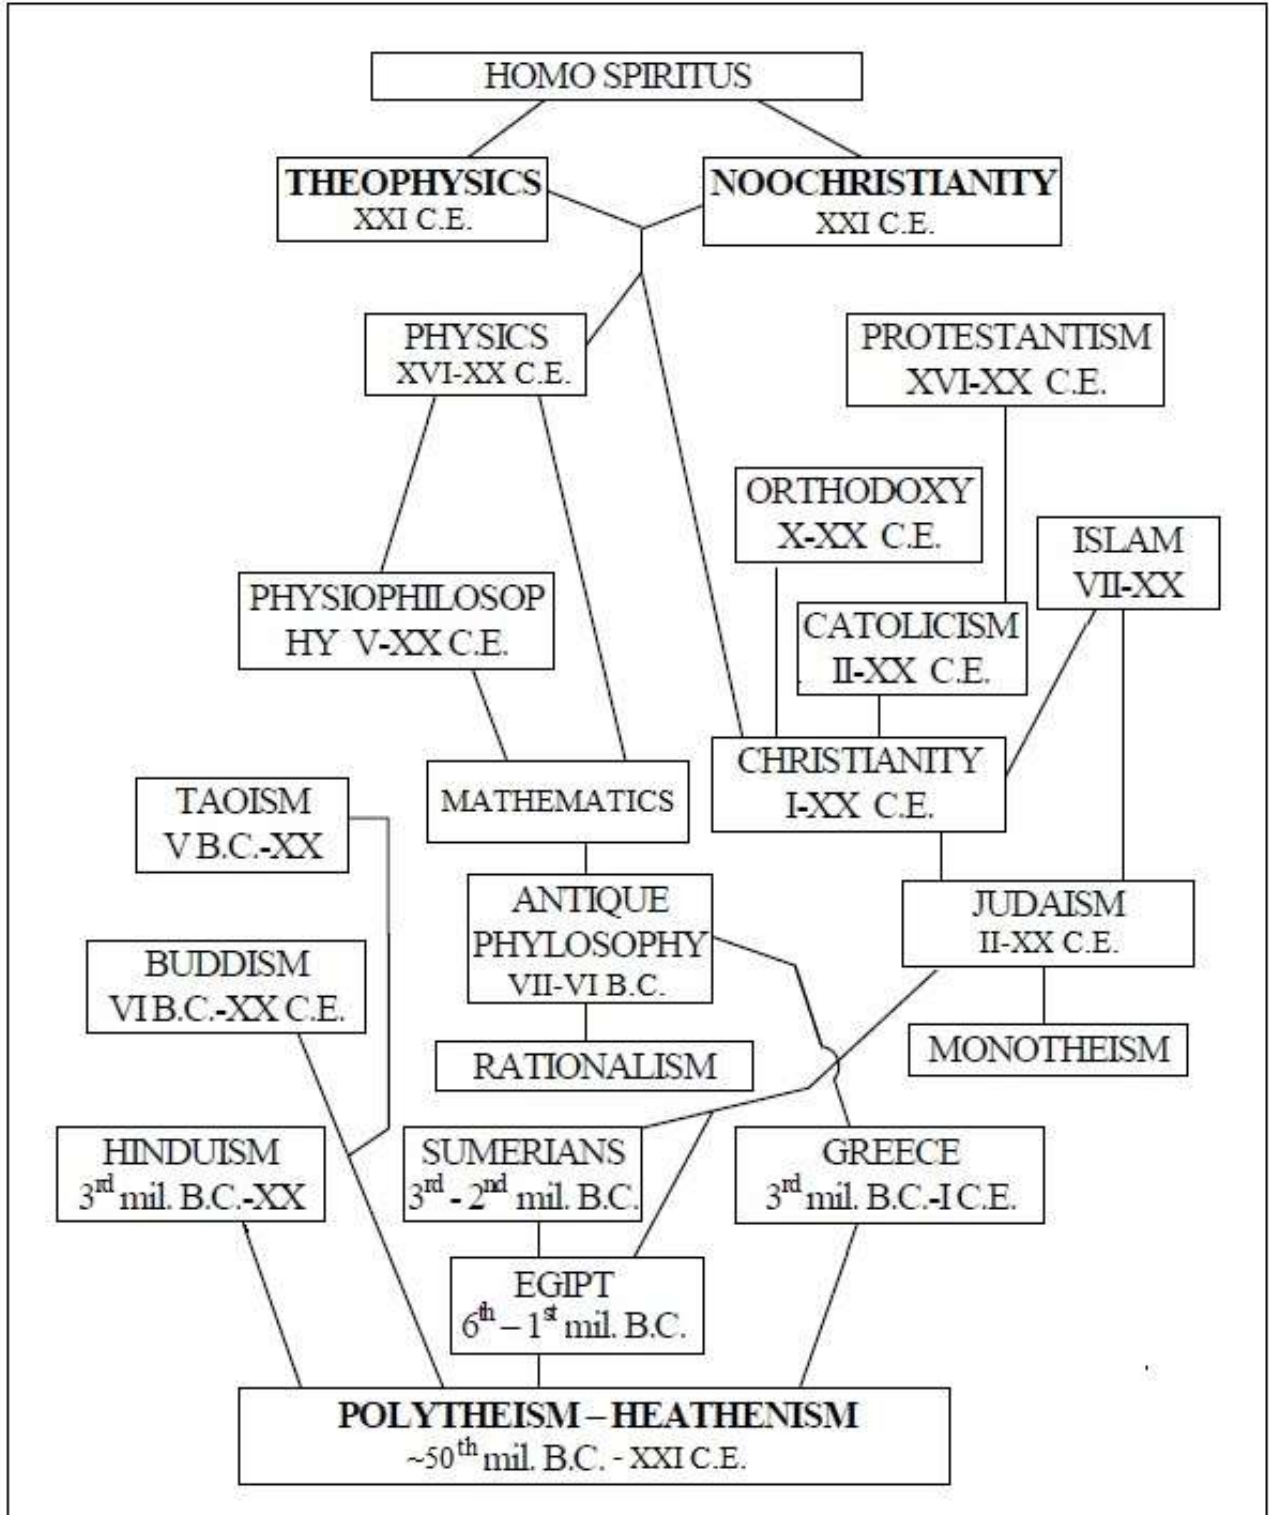 HOMO SPIRITUS
THEOPHYSICS
XXI C.E.
NOOCHRISTIANITY
XXI C.E.
PHYSICS
XVI-XX C.E.
PROTESTANTISM
XVI-XX C.E.
ORTHODOXY
X-XX C.E.
ISLAM
VII-XX
PHYSIOPHILOSOP
HY V-XX C.E.
CATOLICISM
II-XX C.E.
CHRISTIANITY
I-XX C.E.
TAOISM
V B.C.-XX
MATHEMATICS
ANTIQUE
PHYLOSOPHY
VII-VI B.C.
JUDAISM
II-XX C.E.
BUDDISM
VI B.C.-XX C.E.
RATIONALISM
MONOTHEISM
HINDUISM
3rd mil. B.C.-XX
SUMERIANS
3rd - 2nd mil. B.C.
GREECE
3rd mil. B.C.-I C.E.
EGIPT
6th – 1st mil. B.C.
POLYTHEISM – HEATHENISM
~50th mil. B.C. - XXI C.E.